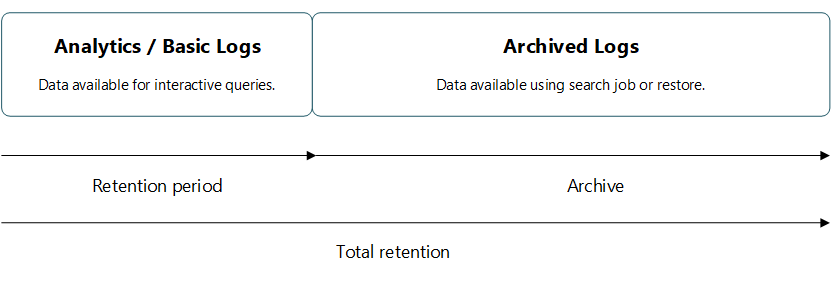 Analytics / Basic Logs
Data available for interactive queries.
Archived Logs
Data available using search job or restore.
Retention period
Archive
Total retention